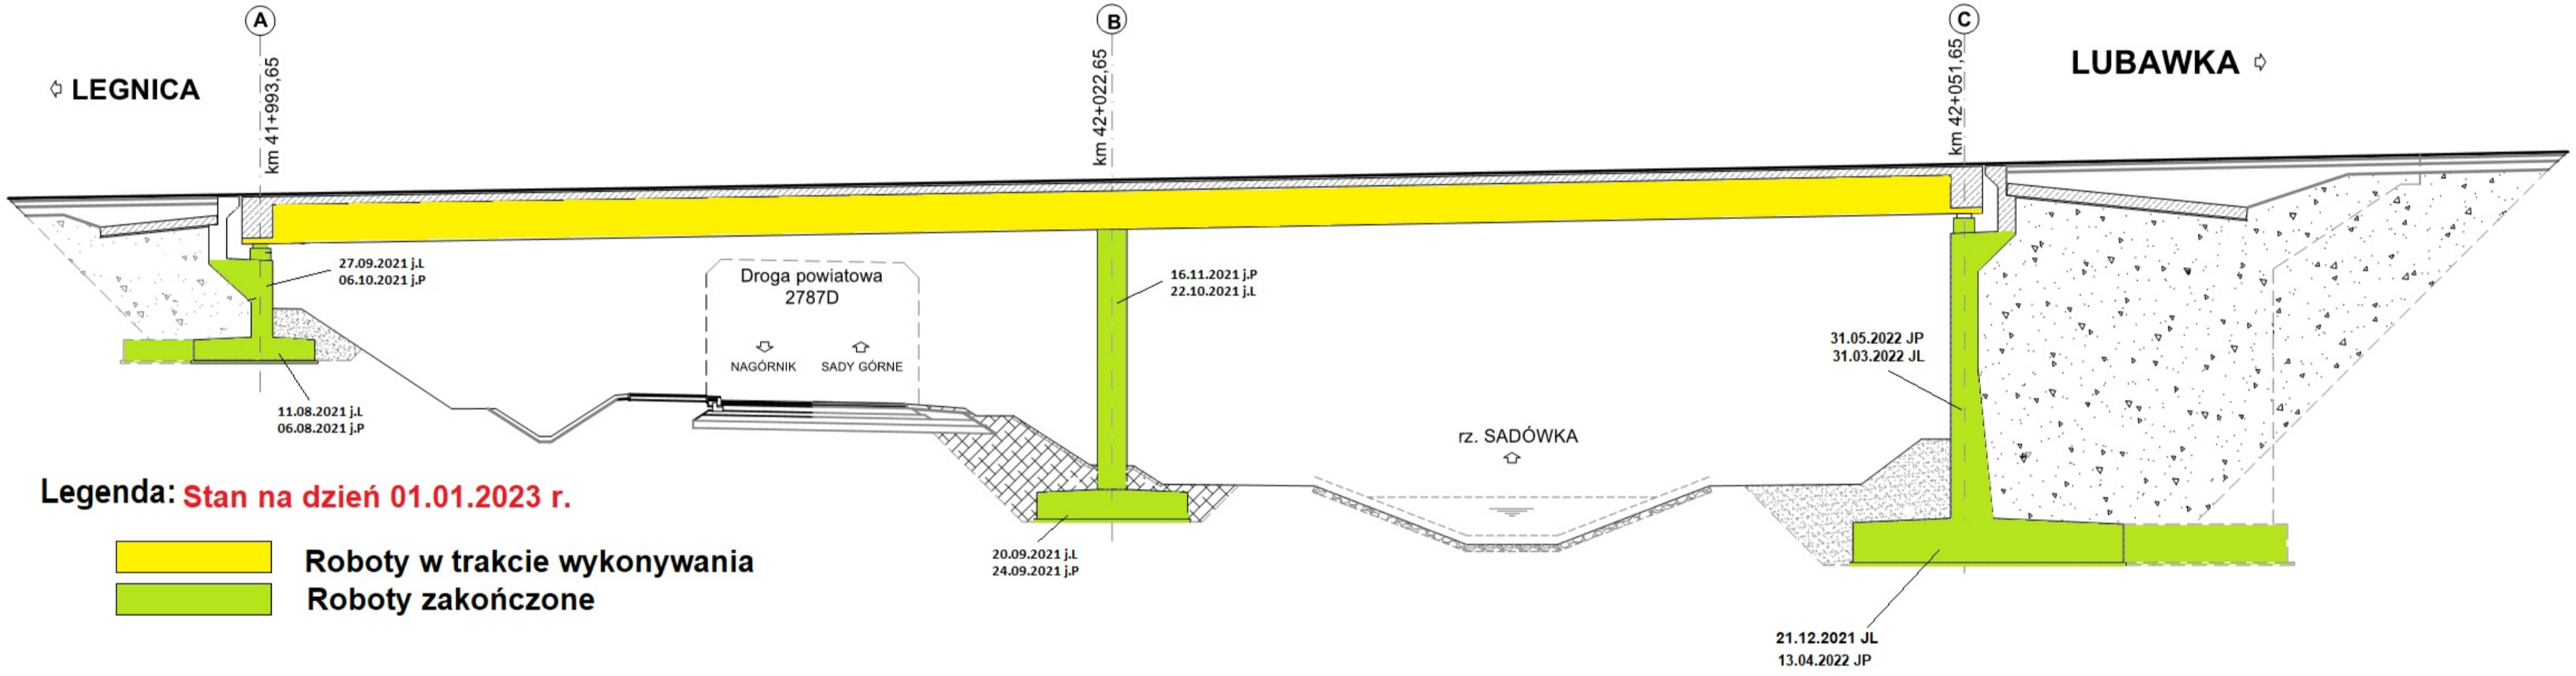 A
B
C
km 41+993,65
km 42+022,65
km 42+051,65
⇦ LEGNICA
LUBAWKA ⇨
27.09.2021 j.L
06.10.2021 j.P
Droga powiatowa
2787D
NAGÓRNIK SADY GÓRNE
16.11.2021 j.P
22.10.2021 j.L
31.05.2022 JP
31.03.2022 JL
11.08.2021 j.L
06.08.2021 j.P
rz. SADÓWKA
Legenda: Stan na dzień 01.01.2023 r.
Roboty w trakcie wykonywania
Roboty zakończone
20.09.2021 j.L
24.09.2021 j.P
21.12.2021 JL
13.04.2022 JP